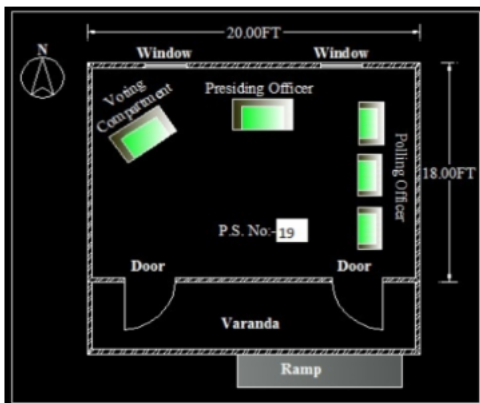 20.00FT
N
Window
Window
Voting
Compartment
Presiding Officer
Polling Officer
18.00FT
P.S. No:- 19
Door
Door
Varanda
Ramp